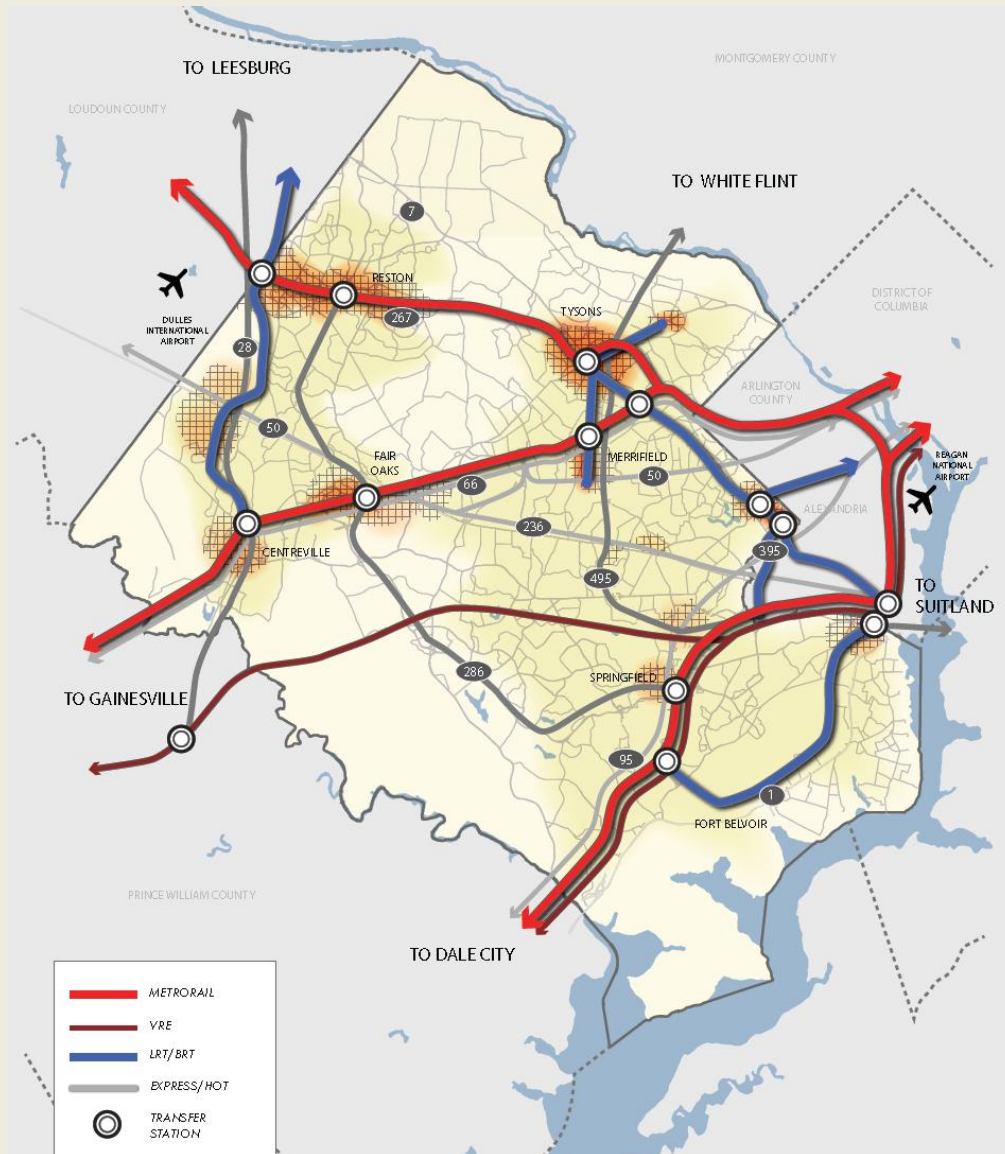 TO LEESBURG
MONTGOMERY COUNTY
LOUDOUN COUNTY
TO WHITE FLINT
7
RESTON
DISTRICT OF
COLUMBIA
DULLES
INTERNATIONAL
AIRPORT
267
TYSONS
28
ARLINGTON
COUNTY
50
FAIR
OAKS
MERRIFIELD
REAGAN
NATIONAL
AIRPORT
66
50
ALEXANDRIA
236
CENTREVILLE
395
495
TO
SUITLAND
286
SPRINGFIELD
TO GAINESVILLE
95
1
FORT BELVOIR
PRINCE WILLIAM COUNTY
TO DALE CITY
METRORAIL
VRE
LRT/BRT
EXPRESS/HOT
TRANSFER
STATION